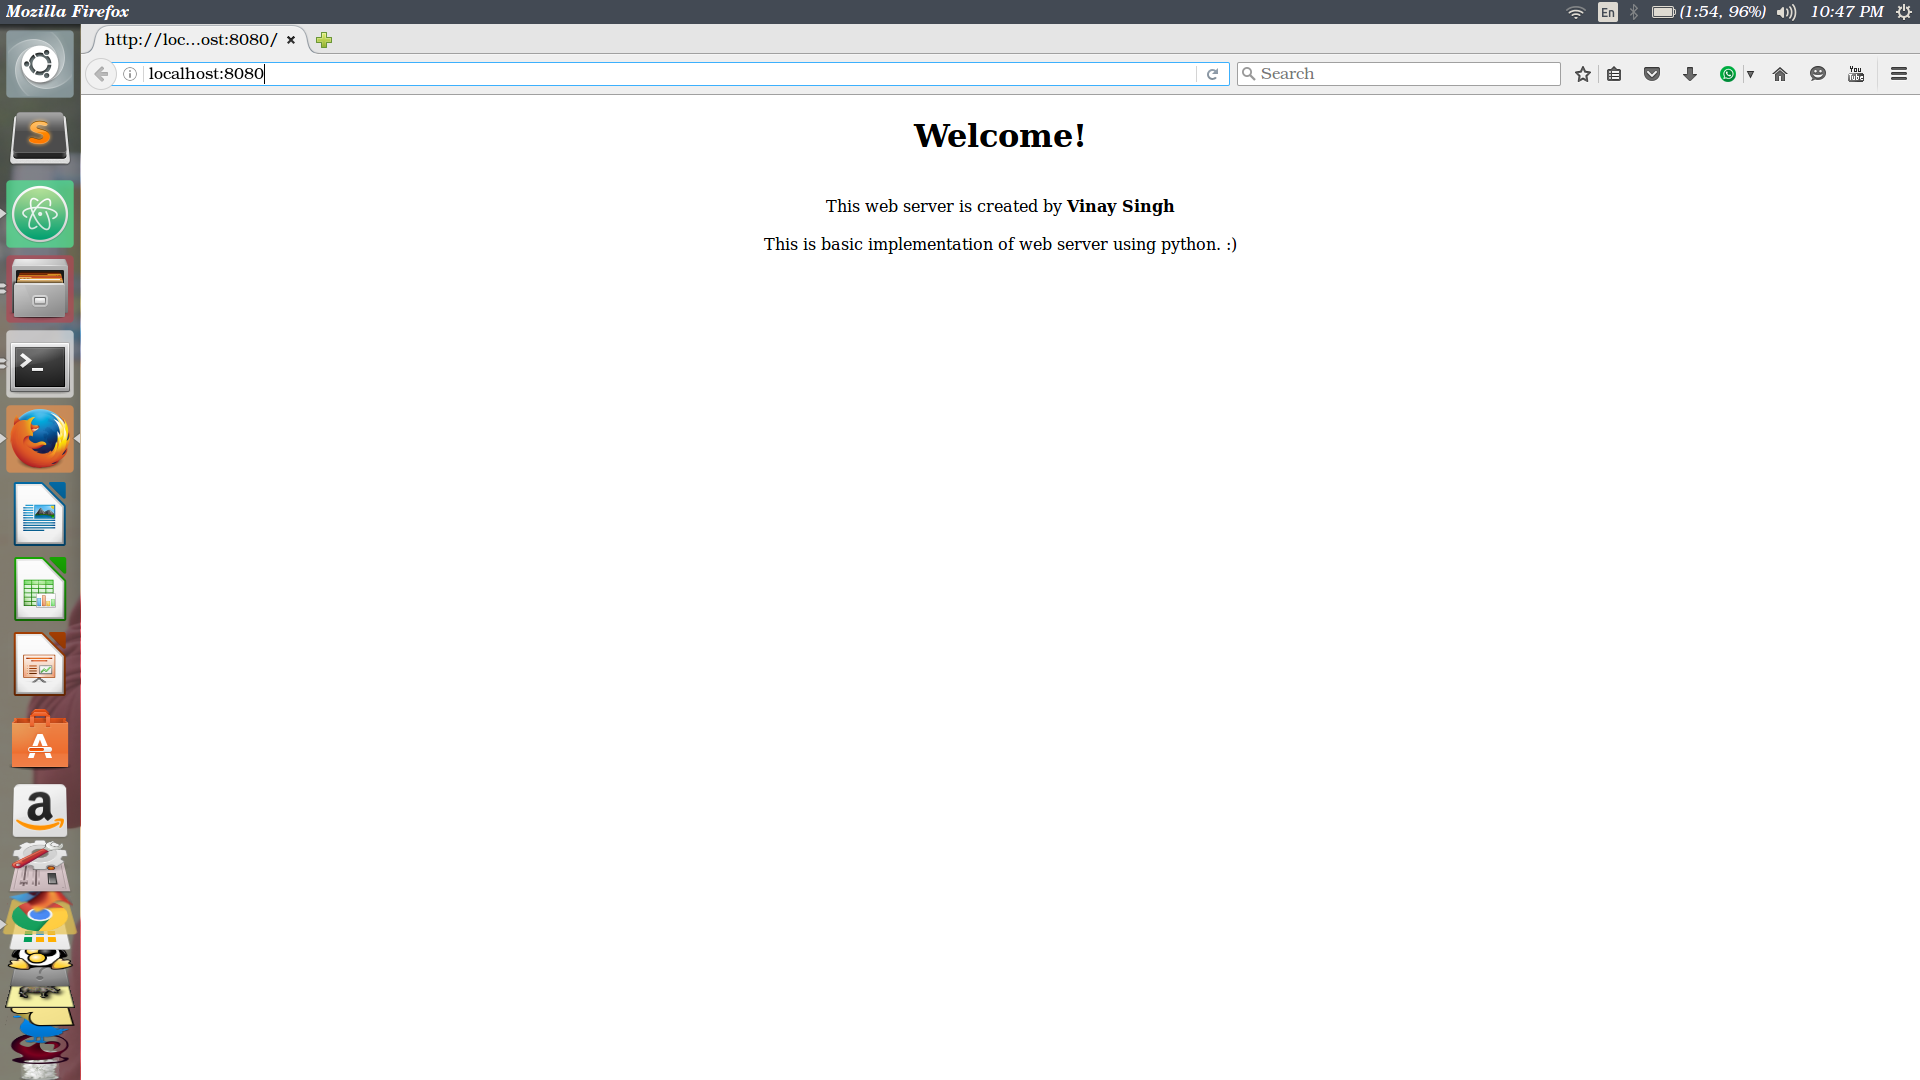 Mozilla Firefox
En
(1:54, 96%)
10:47 PM
http://loc...ost:8080/
localhost:8080
Search
You
Tube
Welcome!
This web server is created by Vinay Singh
This is basic implementation of web server using python. :)